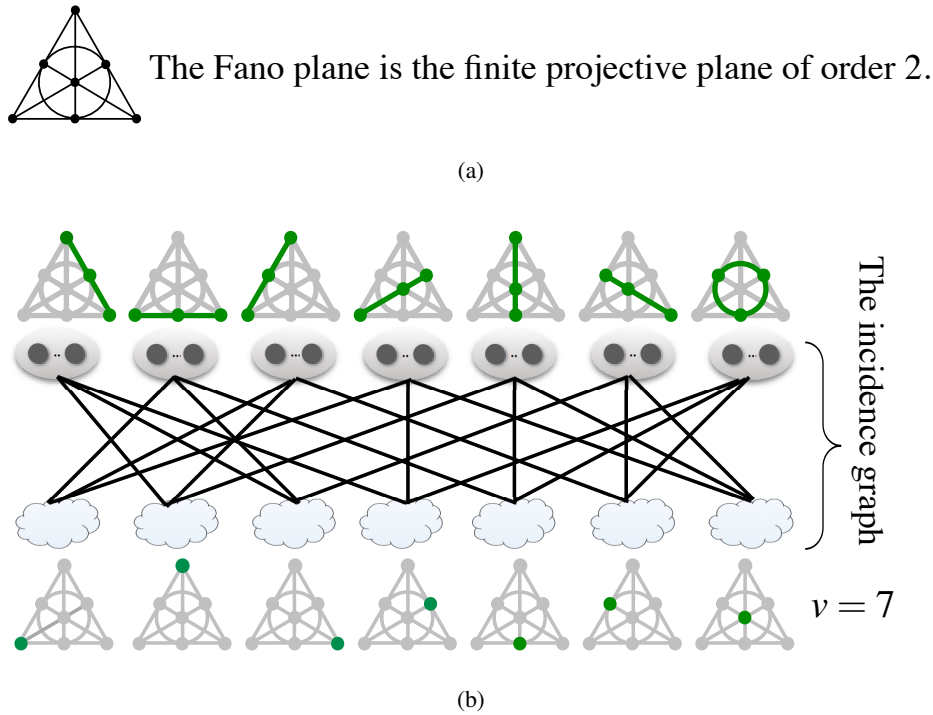 The Fano plane is the finite projective plane of order 2.
(a)
The incidence graph
v = 7
(b)